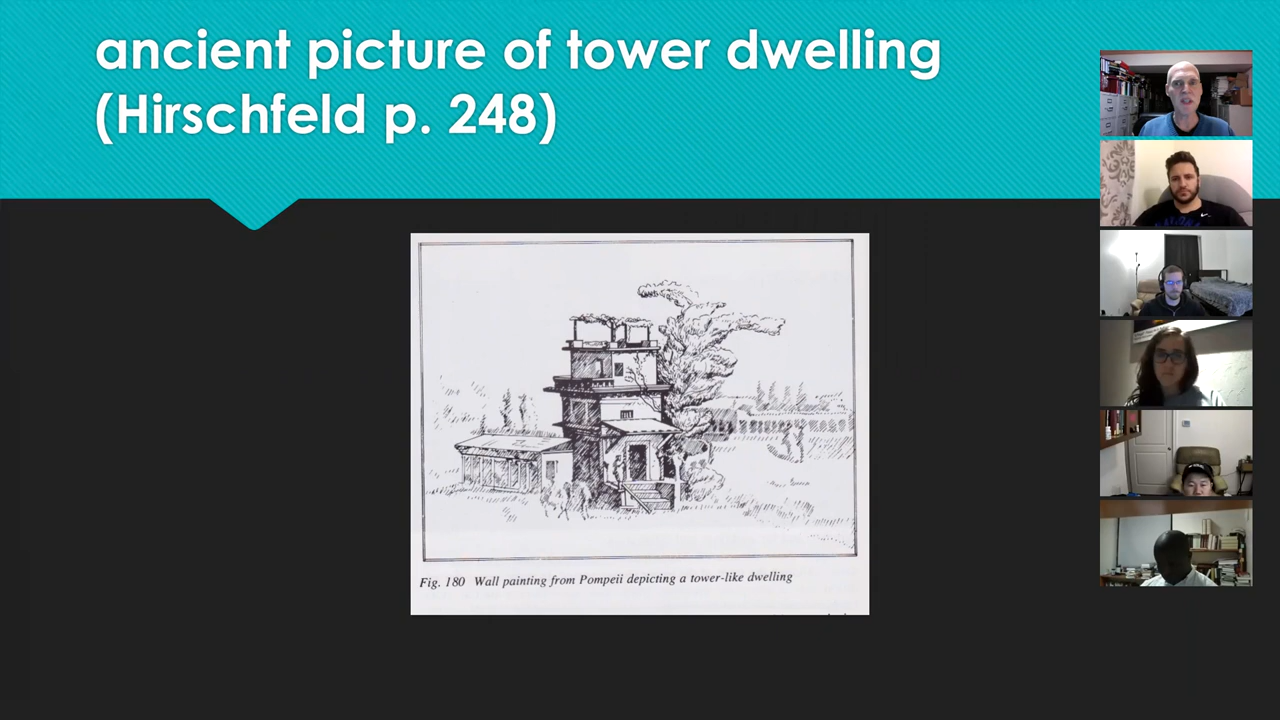 ancient picture of tower dwelling
(Hirschfeld p. 248)
Fig. 180 Wall painting from Pompeii depicting a tower-like dwelling